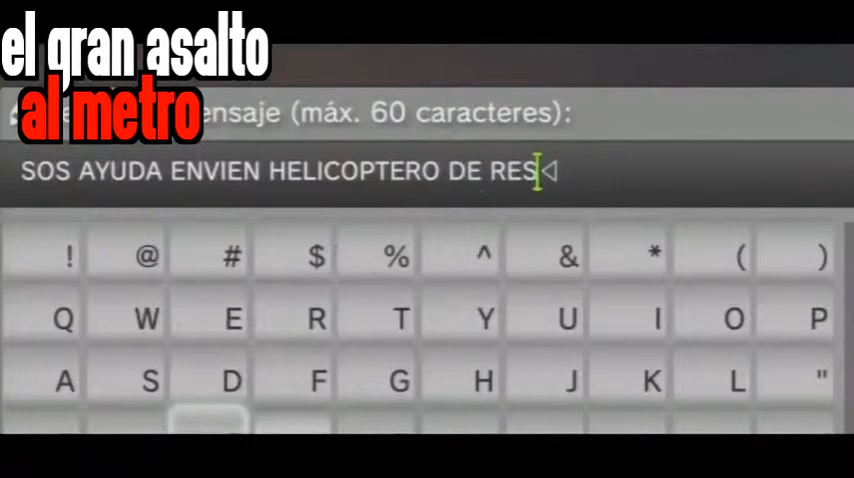 el gran asalto
al metro
ensaje (máx. 60 caracteres):
SOS AYUDA ENVIEN HELICOPTERO DE RES
! @ # $ % ^ & * ( )
Q W E R T Y U I O P
A S D F G H J K L "